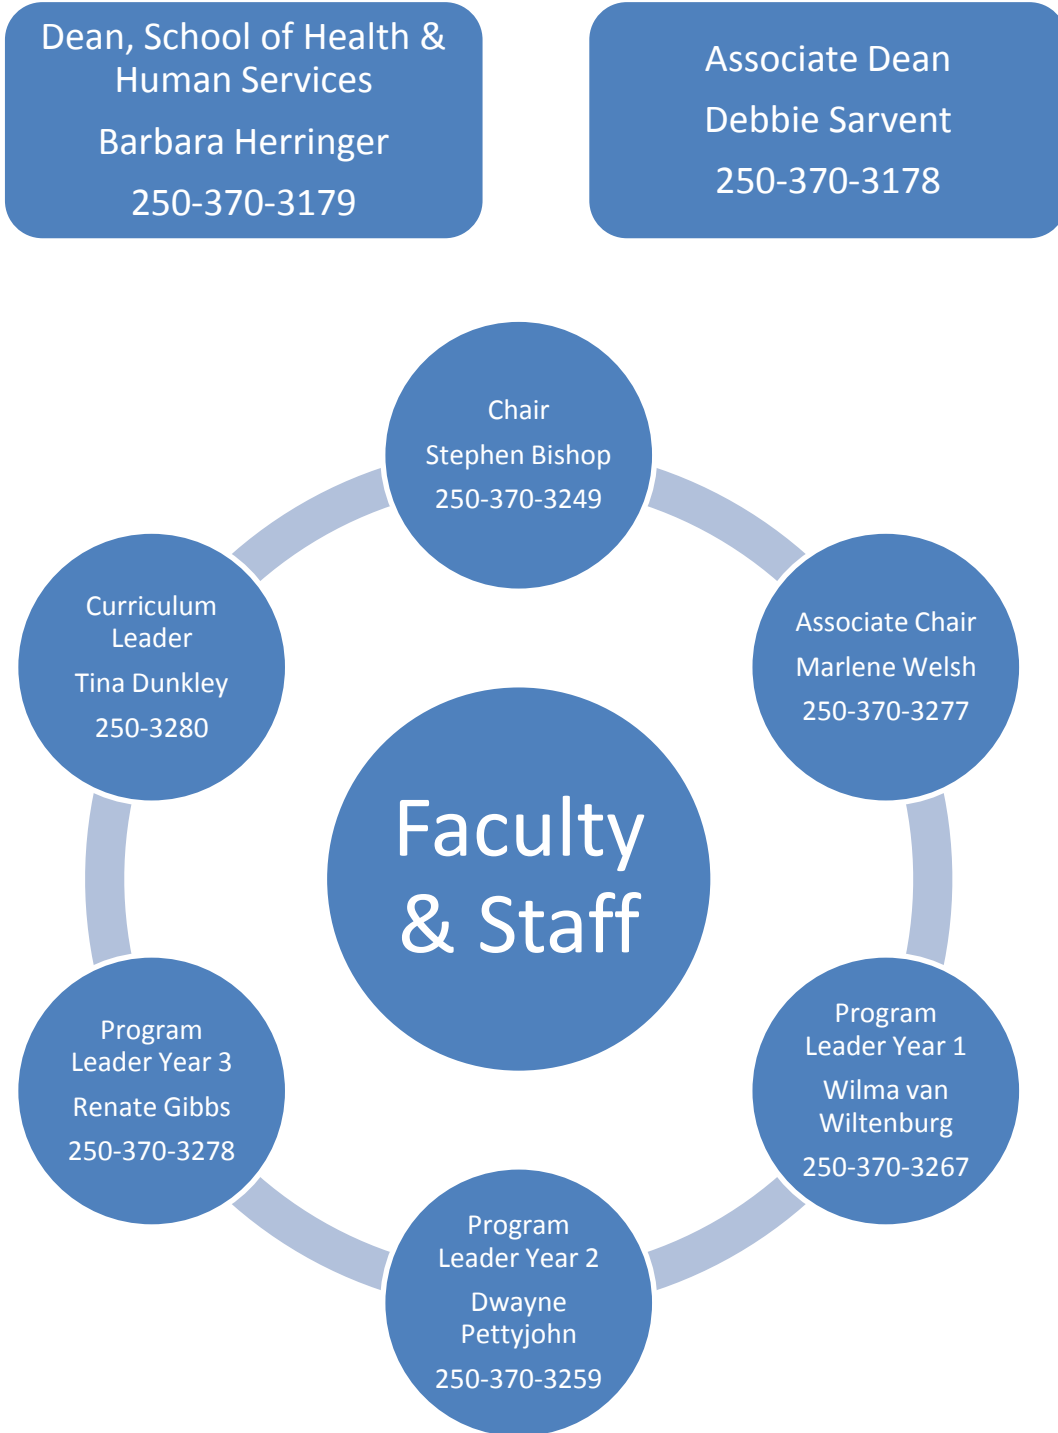 Dean, School of Health &
Human Services
Barbara Herringer
250-370-3179
Associate Dean
Debbie Sarvent
250-370-3178
Chair
Stephen Bishop
250-370-3249
Associate Chair
Marlene Welsh
250-370-3277
Program
Leader Year 1
Wilma van
Wiltenburg
250-370-3267
Program
Leader Year 2
Dwayne
Pettyjohn
250-370-3259
Program
Leader Year 3
Renate Gibbs
250-370-3278
Curriculum
Leader
Tina Dunkley
250-3280
Faculty
& Staff